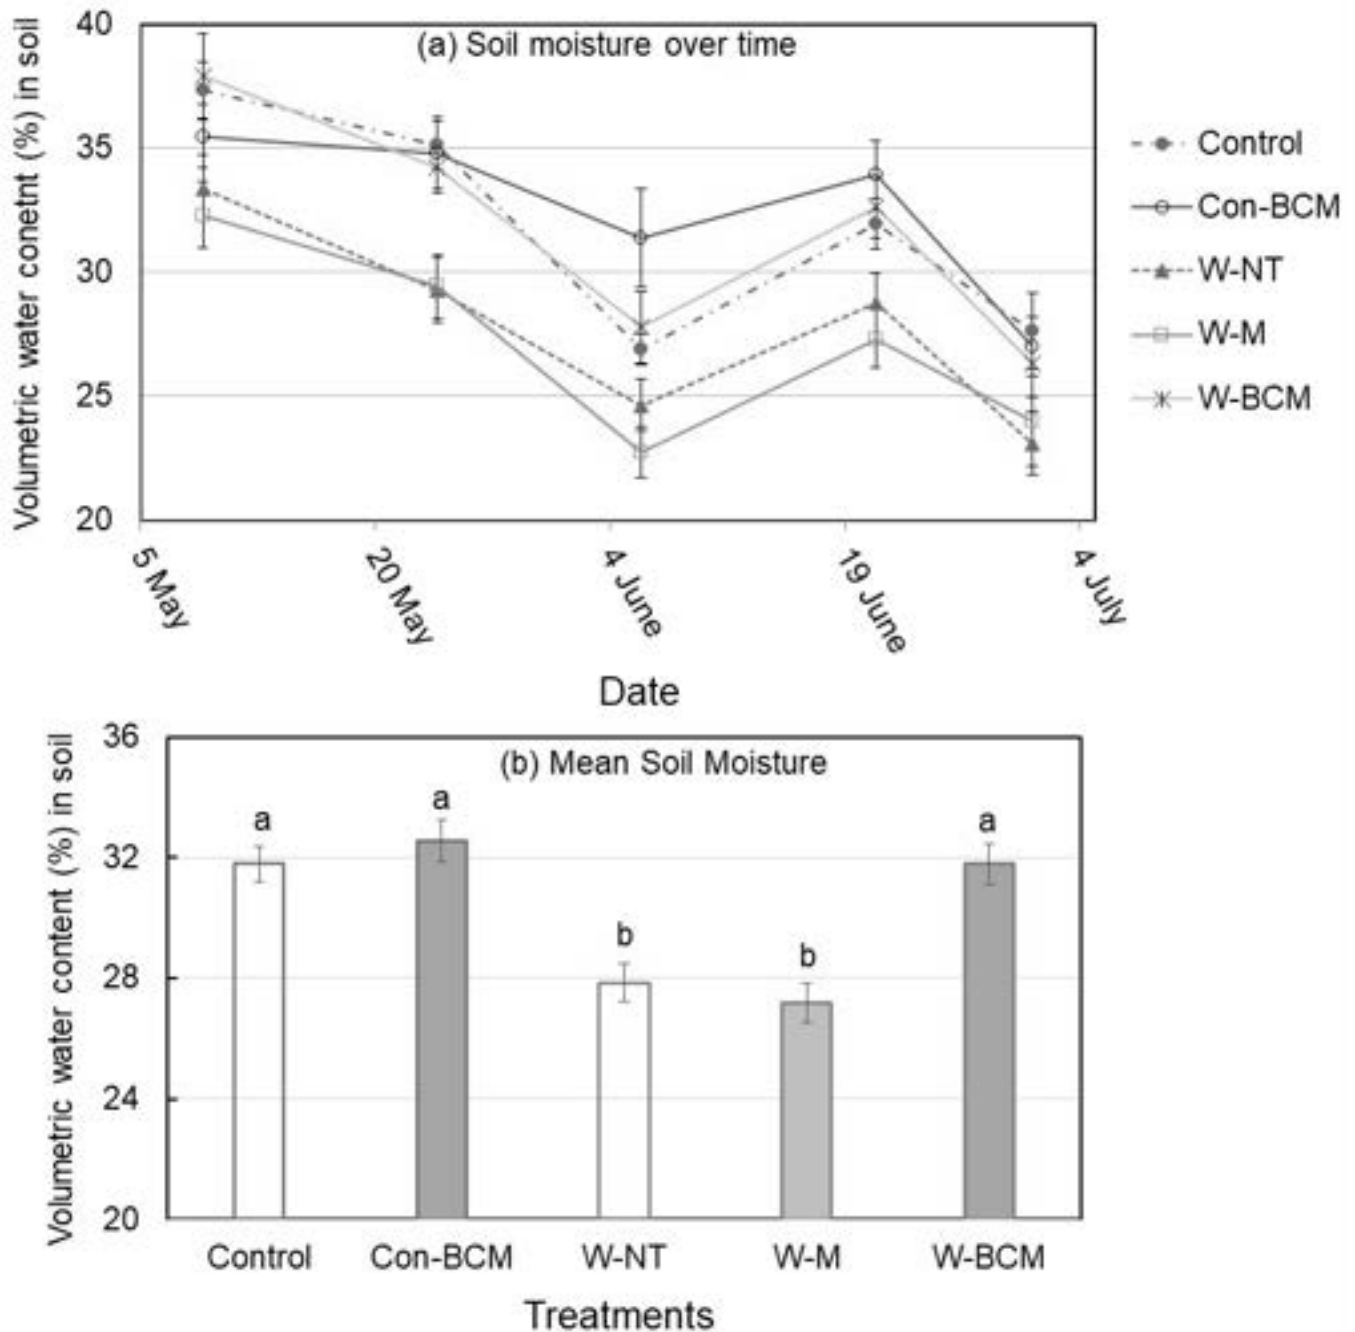 (a) Soil moisture over time
Volumetric water conetnt (%) in soil
40
35
30
25
20
5 May
20 May
4 June
19 June
4 July
Date
Control
Con-BCM
W-NT
W-M
W-BCM
(b) Mean Soil Moisture
Volumetric water content (%) in soil
36
32
28
24
20
a
a
b
b
a
Control
Con-BCM
W-NT
W-M
W-BCM
Treatments